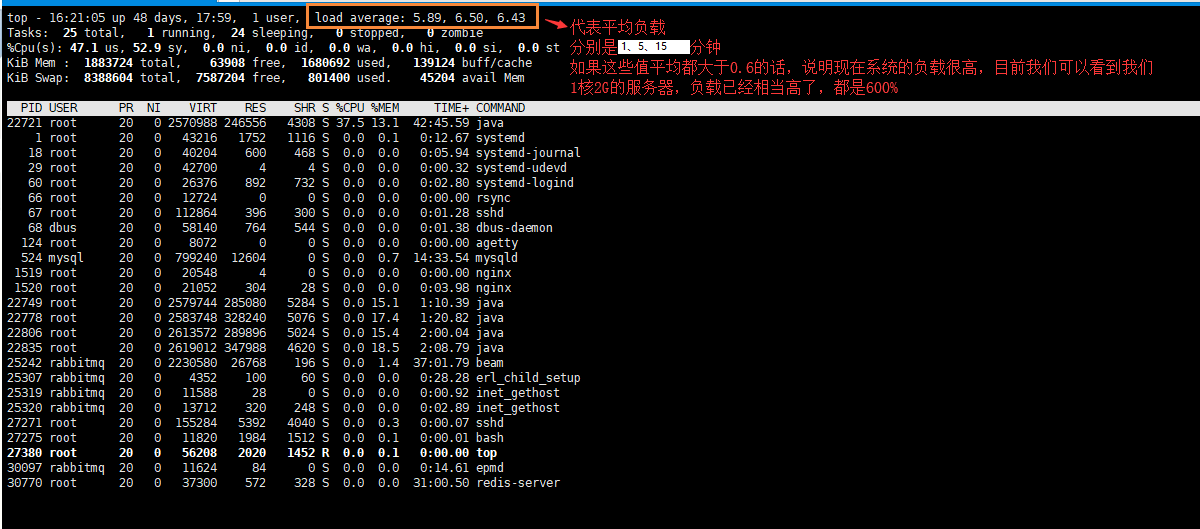 top - 16:21:05 up 48 days, 17:59,  1 user,  load average: 5.89, 6.50, 6.43
代表平均负载
Tasks:  25 total,   1 running,  24 sleeping,   0 stopped,   0 zombie
分别是 1、5、15 分钟
%Cpu(s): 47.1 us, 52.9 sy,  0.0 ni,  0.0 id,  0.0 wa,  0.0 hi,  0.0 si,  0.0 st
KiB Mem :  1883724 total,    63908 free,  1680692 used,   139124 buff/cache
如果这些值平均都大于0.6的话，说明现在系统的负载很高，目前我们可以看到我们
KiB Swap:  8388604 total,  7587204 free,   801400 used.    45204 avail Mem
1核2G的服务器，负载已经相当高了，都是600%
PID USER      PR  NI    VIRT    RES    SHR S %CPU %MEM     TIME+ COMMAND
22721 root      20   0 2570988 246556   4308 S 37.5 13.1  42:45.59 java
1 root      20   0   43216   1752   1116 S  0.0  0.1   0:12.67 systemd
18 root      20   0   40204    600    468 S  0.0  0.0   0:05.94 systemd-journal
29 root      20   0   42700      4      4 S  0.0  0.0   0:00.32 systemd-udevd
60 root      20   0   26376    892    732 S  0.0  0.0   0:02.80 systemd-logind
66 root      20   0   12724      0      0 S  0.0  0.0   0:00.00 rsync
67 root      20   0  112864    396    300 S  0.0  0.0   0:01.28 sshd
68 dbus      20   0   58140    764    544 S  0.0  0.0   0:01.38 dbus-daemon
124 root      20   0    8072      0      0 S  0.0  0.0   0:00.00 agetty
524 mysql     20   0  799240  12604      0 S  0.0  0.7  14:33.54 mysqld
1519 root      20   0   20548      4      0 S  0.0  0.0   0:00.00 nginx
1520 root      20   0   21052    304     28 S  0.0  0.0   0:03.98 nginx
22749 root      20   0 2579744 285080   5284 S  0.0 15.1   1:10.39 java
22778 root      20   0 2583748 328240   5076 S  0.0 17.4   1:20.82 java
22806 root      20   0 2613572 289896   5024 S  0.0 15.4   2:00.04 java
22835 root      20   0 2619012 347988   4620 S  0.0 18.5   2:08.79 java
25242 rabbitmq  20   0 2230580  26768    196 S  0.0  1.4  37:01.79 beam
25307 rabbitmq  20   0    4352    100     60 S  0.0  0.0   0:28.28 erl_child_setup
25319 rabbitmq  20   0   11588     28      0 S  0.0  0.0   0:00.92 inet_gethost
25320 rabbitmq  20   0   13712    320    248 S  0.0  0.0   0:02.89 inet_gethost
27271 root      20   0  155284   5392   4040 S  0.0  0.3   0:00.07 sshd
27275 root      20   0   11820   1984   1512 S  0.0  0.1   0:00.01 bash
27380 root      20   0   56208   2020   1452 R  0.0  0.1   0:00.00 top
30097 rabbitmq  20   0   11624     84      0 S  0.0  0.0   0:14.61 epmd
30770 root      20   0   37300    572    328 S  0.0  0.0  31:00.50 redis-server